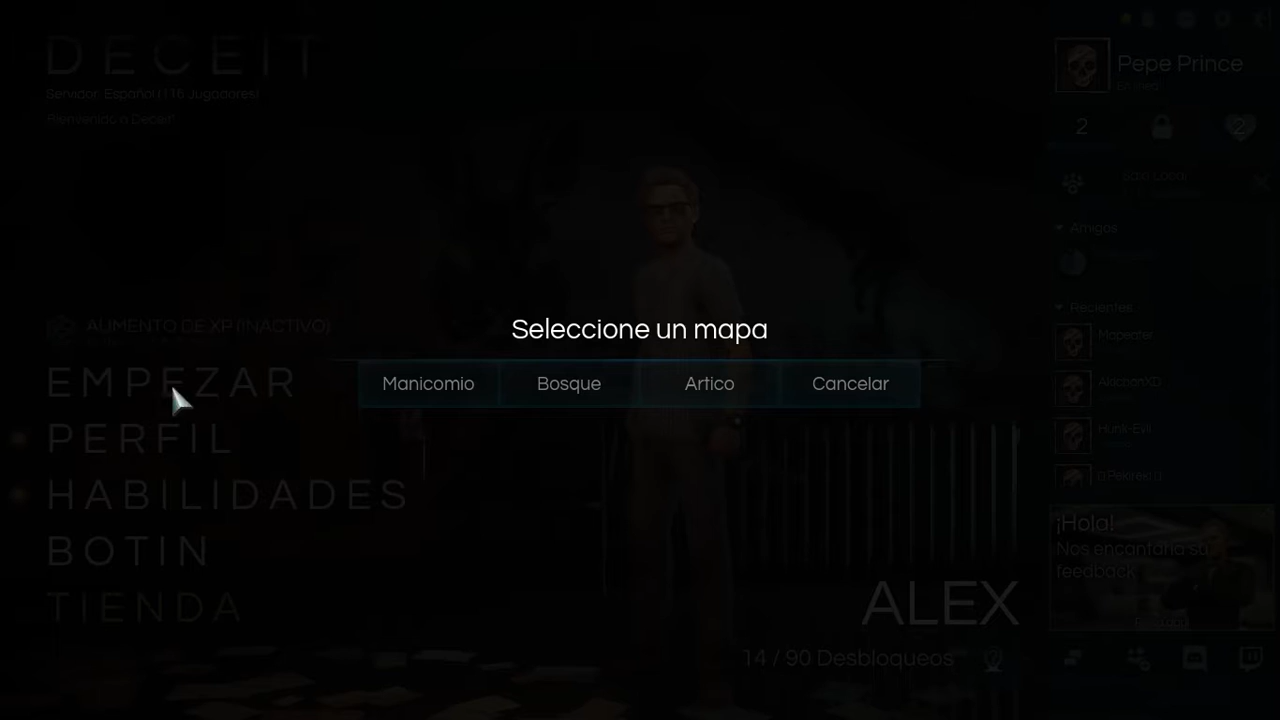 DECEIT
Servidor: Español | 116 Jugadores!
¡Bienvenido a Deceit!
Pepe Prince
2
2
Amigos
Recientes
Mapeater
Hunk-Evil
Seleccione un mapa
Manicomio
Bosque
Artico
Cancelar
AUMENTO DE XP (INACTIVO)
EMPEZAR
PERFIL
HABILIDADES
BOTIN
TIENDA
¡Hola!
Nos encantaría su
feedback
ALEX
14 / 90 Desbloqueos